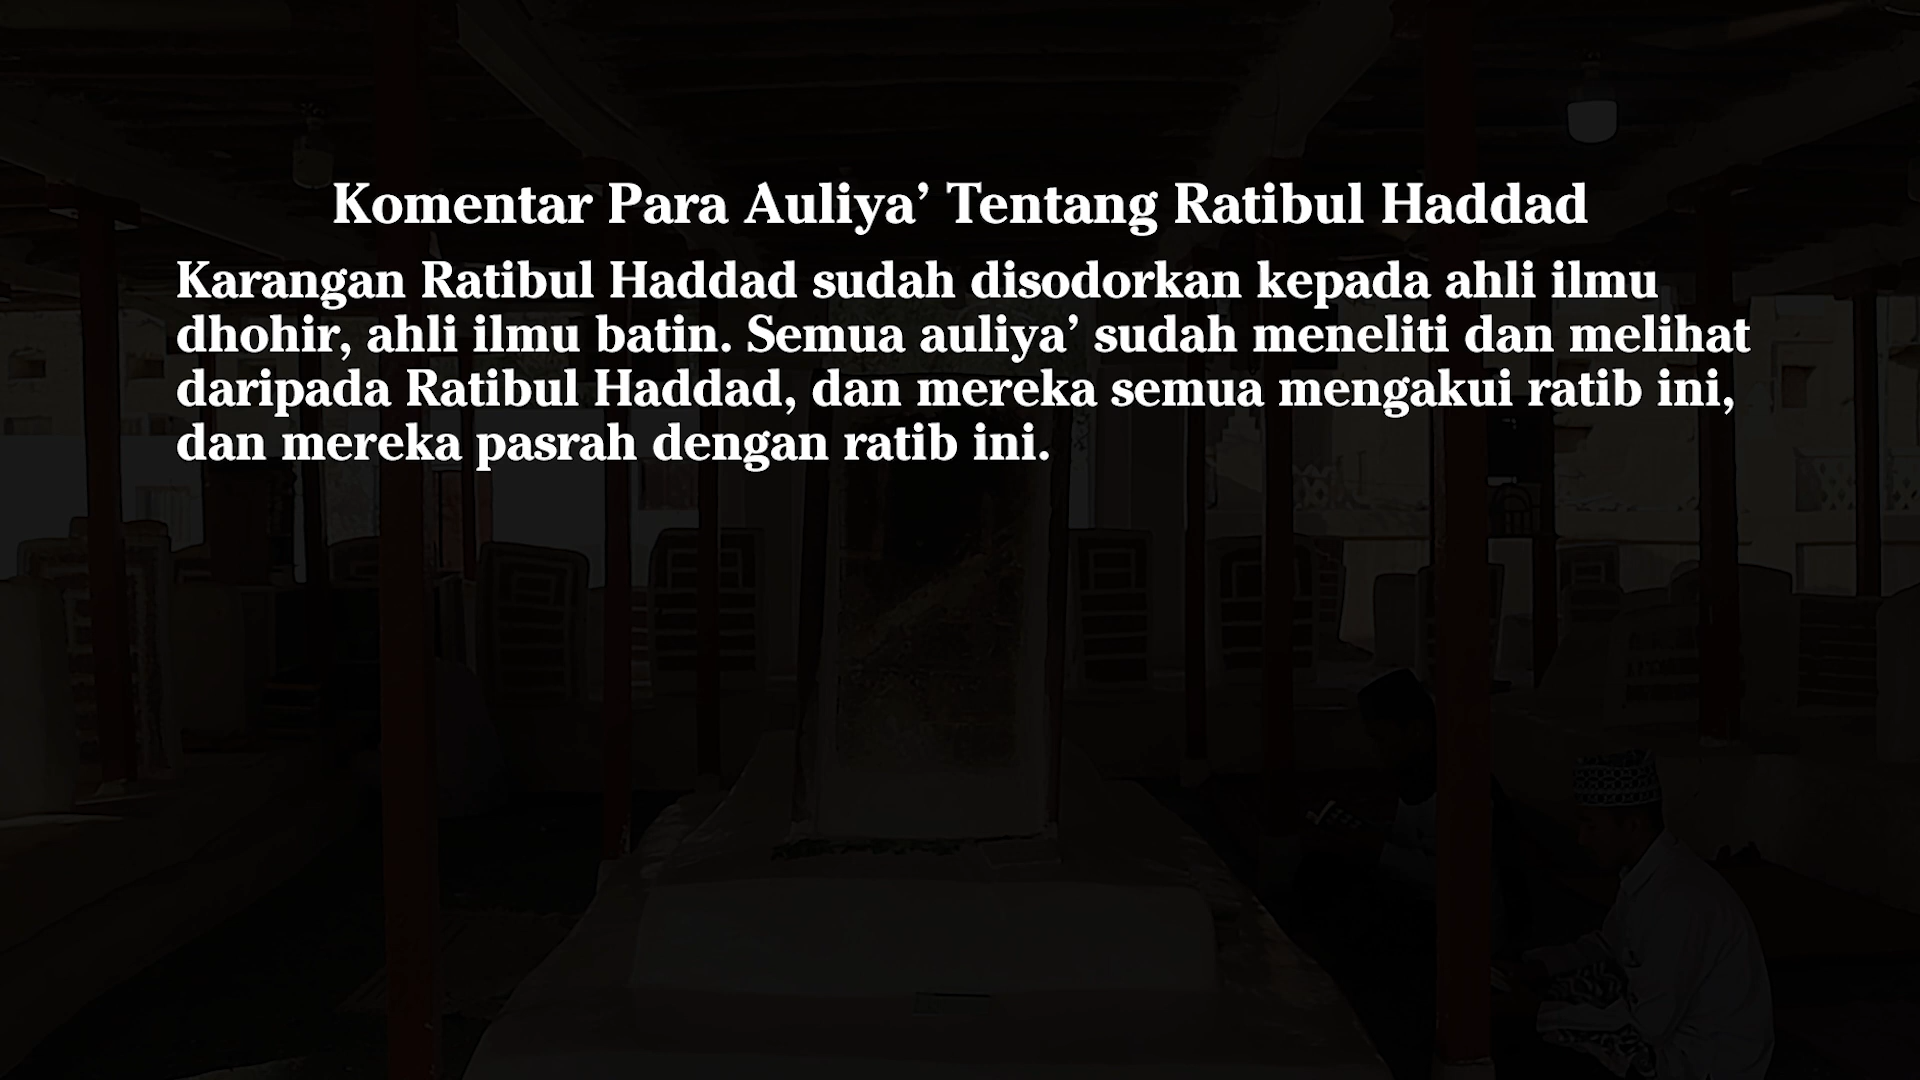 Komentar Para Auliya’ Tentang Ratibul Haddad
Karangan Ratibul Haddad sudah disodorkan kepada ahli ilmu
dhohir, ahli ilmu batin. Semua auliya’ sudah meneliti dan melihat
daripada Ratibul Haddad, dan mereka semua mengakui ratib ini,
dan mereka pasrah dengan ratib ini.